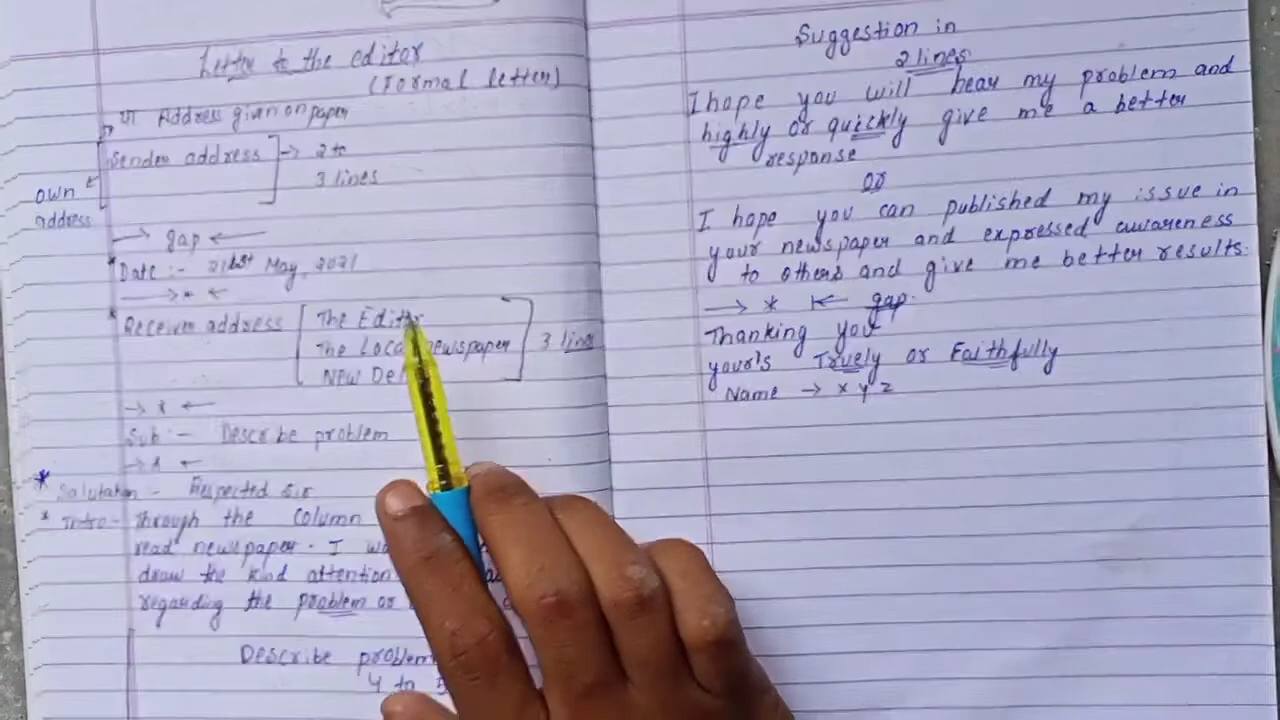 Letter to the editor
(Formal letter)
या Address given on paper
Sender address → 2 to
3 lines
own
address
→ gap ←
Date :- 21st May, 2021
→ * ←
Receiver address [ The Editor
The Local newspaper ] 3 lines
New Del
→ * ←
Sub :- Describe problem
→ * ←
* Salutation - Respected Sir
* Intro - Through the column
read newspaper. I
draw the kind attention
regarding the problem or
Describe problem
4 to 5
Suggestion in
2 lines
I hope you will hear my problem and
highly or quickly give me a better
response
or
I hope you can published my issue in
your newspaper and expressed awareness
to others and give me better results.
→ * ← gap.
Thanking you
your's Truely or Faithfully
Name → x y z